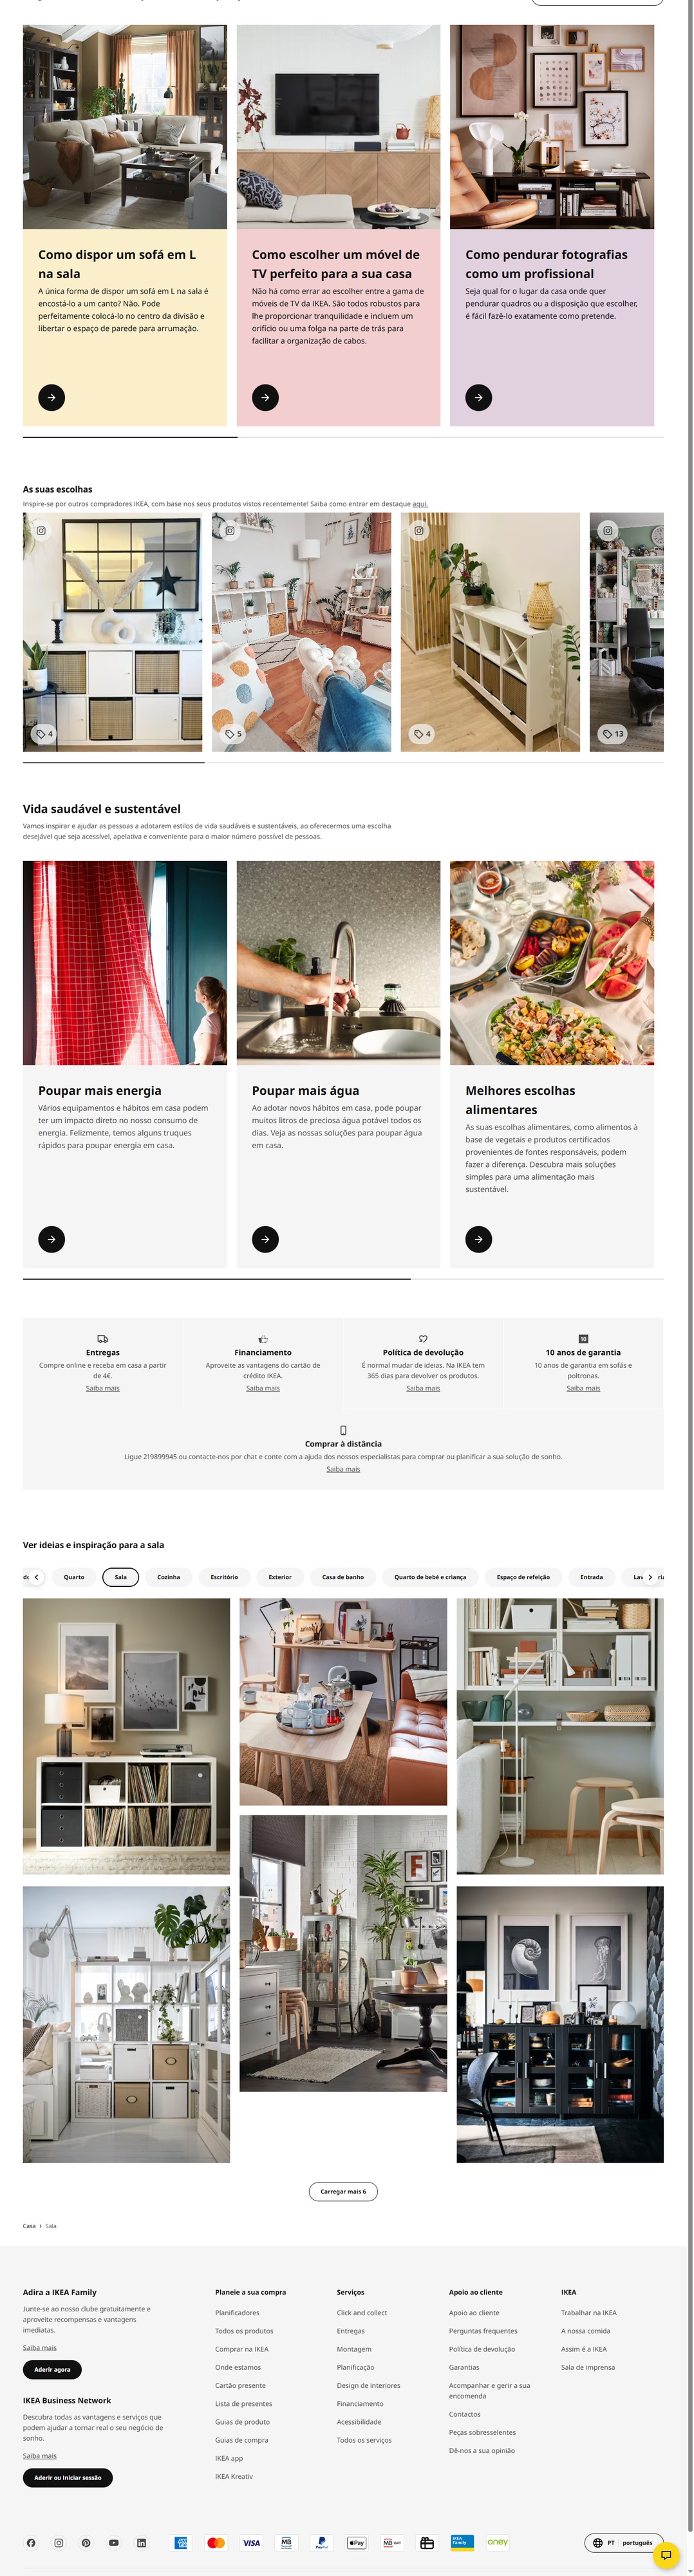 Como dispor um sofá em L
na sala
A única forma de dispor um sofá em L na sala é
encostá-lo a um canto? Não. Pode
perfeitamente colocá-lo no centro da divisão e
libertar o espaço de parede para arrumação.
Como escolher um móvel de
TV perfeito para a sua casa
Não há como errar ao escolher entre a gama de
móveis de TV da IKEA. São todos robustos para
lhe proporcionar tranquilidade e incluem um
orifício ou uma folga na parte de trás para
facilitar a organização de cabos.
Como pendurar fotografias
como um profissional
Seja qual for o lugar da casa onde quer
pendurar quadros ou a disposição que escolher,
é fácil fazê-lo exatamente como pretende.
As suas escolhas
Inspire-se por outros compradores IKEA, com base nos seus produtos vistos recentemente! Saiba como entrar em destaque aqui.
4
5
4
13
Vida saudável e sustentável
Vamos inspirar e ajudar as pessoas a adotarem estilos de vida saudáveis e sustentáveis, ao oferecermos uma escolha
desejável que seja acessível, apelativa e conveniente para o maior número possível de pessoas.
Poupar mais energia
Vários equipamentos e hábitos em casa podem
ter um impacto direto no nosso consumo de
energia. Felizmente, temos alguns truques
rápidos para poupar energia em casa.
Poupar mais água
Ao adotar novos hábitos em casa, pode poupar
muitos litros de preciosa água potável todos os
dias. Veja as nossas soluções para poupar água
em casa.
Melhores escolhas
alimentares
As suas escolhas alimentares, como alimentos à
base de vegetais e produtos certificados
provenientes de fontes responsáveis, podem
fazer a diferença. Descubra mais soluções
simples para uma alimentação mais
sustentável.
Entregas
Compre online e receba em casa a partir
de 4€.
Saiba mais
Financiamento
Aproveite as vantagens do cartão de
crédito IKEA.
Saiba mais
Política de devolução
É normal mudar de ideias. Na IKEA tem
365 dias para devolver os produtos.
Saiba mais
10
10 anos de garantia
10 anos de garantia em sofás e
poltronas.
Saiba mais
Comprar à distância
Ligue 219899945 ou contacte-nos por chat e conte com a ajuda dos nossos especialistas para comprar ou planificar a sua solução de sonho.
Saiba mais
Ver ideias e inspiração para a sala
Quarto Sala Cozinha Escritório Exterior Casa de banho Quarto de bebé e criança Espaço de refeição Entrada
Carregar mais 6
Casa Sala
Adira a IKEA Family
Junte-se ao nosso clube gratuitamente e
aproveite recompensas e vantagens
imediatas.
Saiba mais
Aderir agora
IKEA Business Network
Descubra todas as vantagens e serviços que
podem ajudar a tornar real o seu negócio de
sonho.
Saiba mais
Aderir ou Iniciar sessão
Planeie a sua compra
Planificadores
Todos os produtos
Comprar na IKEA
Onde estamos
Cartão presente
Lista de presentes
Guias de produto
Guias de compra
IKEA app
IKEA Kreativ
Serviços
Click and collect
Entregas
Montagem
Planificação
Design de interiores
Financiamento
Acessibilidade
Todos os serviços
Apoio ao cliente
Apoio ao cliente
Perguntas frequentes
Política de devolução
Garantias
Acompanhar e gerir a sua
encomenda
Contactos
Peças sobresselentes
Dê-nos a sua opinião
IKEA
Trabalhar na IKEA
A nossa comida
Assim é a IKEA
Sala de imprensa
VISA
MB
PayPal
Pay
MB WAY
IKEA
Family
oney
PT português